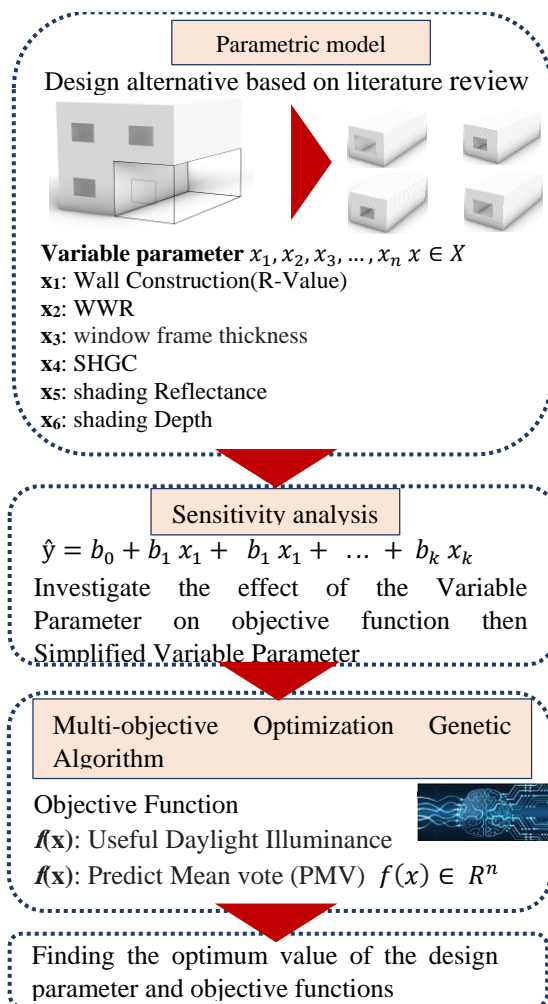 Parametric model
Design alternative based on literature review
Variable parameter x₁, x₂, x₃, …, xₙ x ∈ X
x₁: Wall Construction(R-Value)
x₂: WWR
x₃: window frame thickness
x₄: SHGC
x₅: shading Reflectance
x₆: shading Depth
Sensitivity analysis
ŷ = b₀ + b₁ x₁ + b₁ x₁ + … + bₖ xₖ
Investigate the effect of the Variable
Parameter on objective function then
Simplified Variable Parameter
Multi-objective Optimization Genetic
Algorithm
Objective Function
f(x): Useful Daylight Illuminance
f(x): Predict Mean vote (PMV) f(x) ∈ Rⁿ
Finding the optimum value of the design
parameter and objective functions